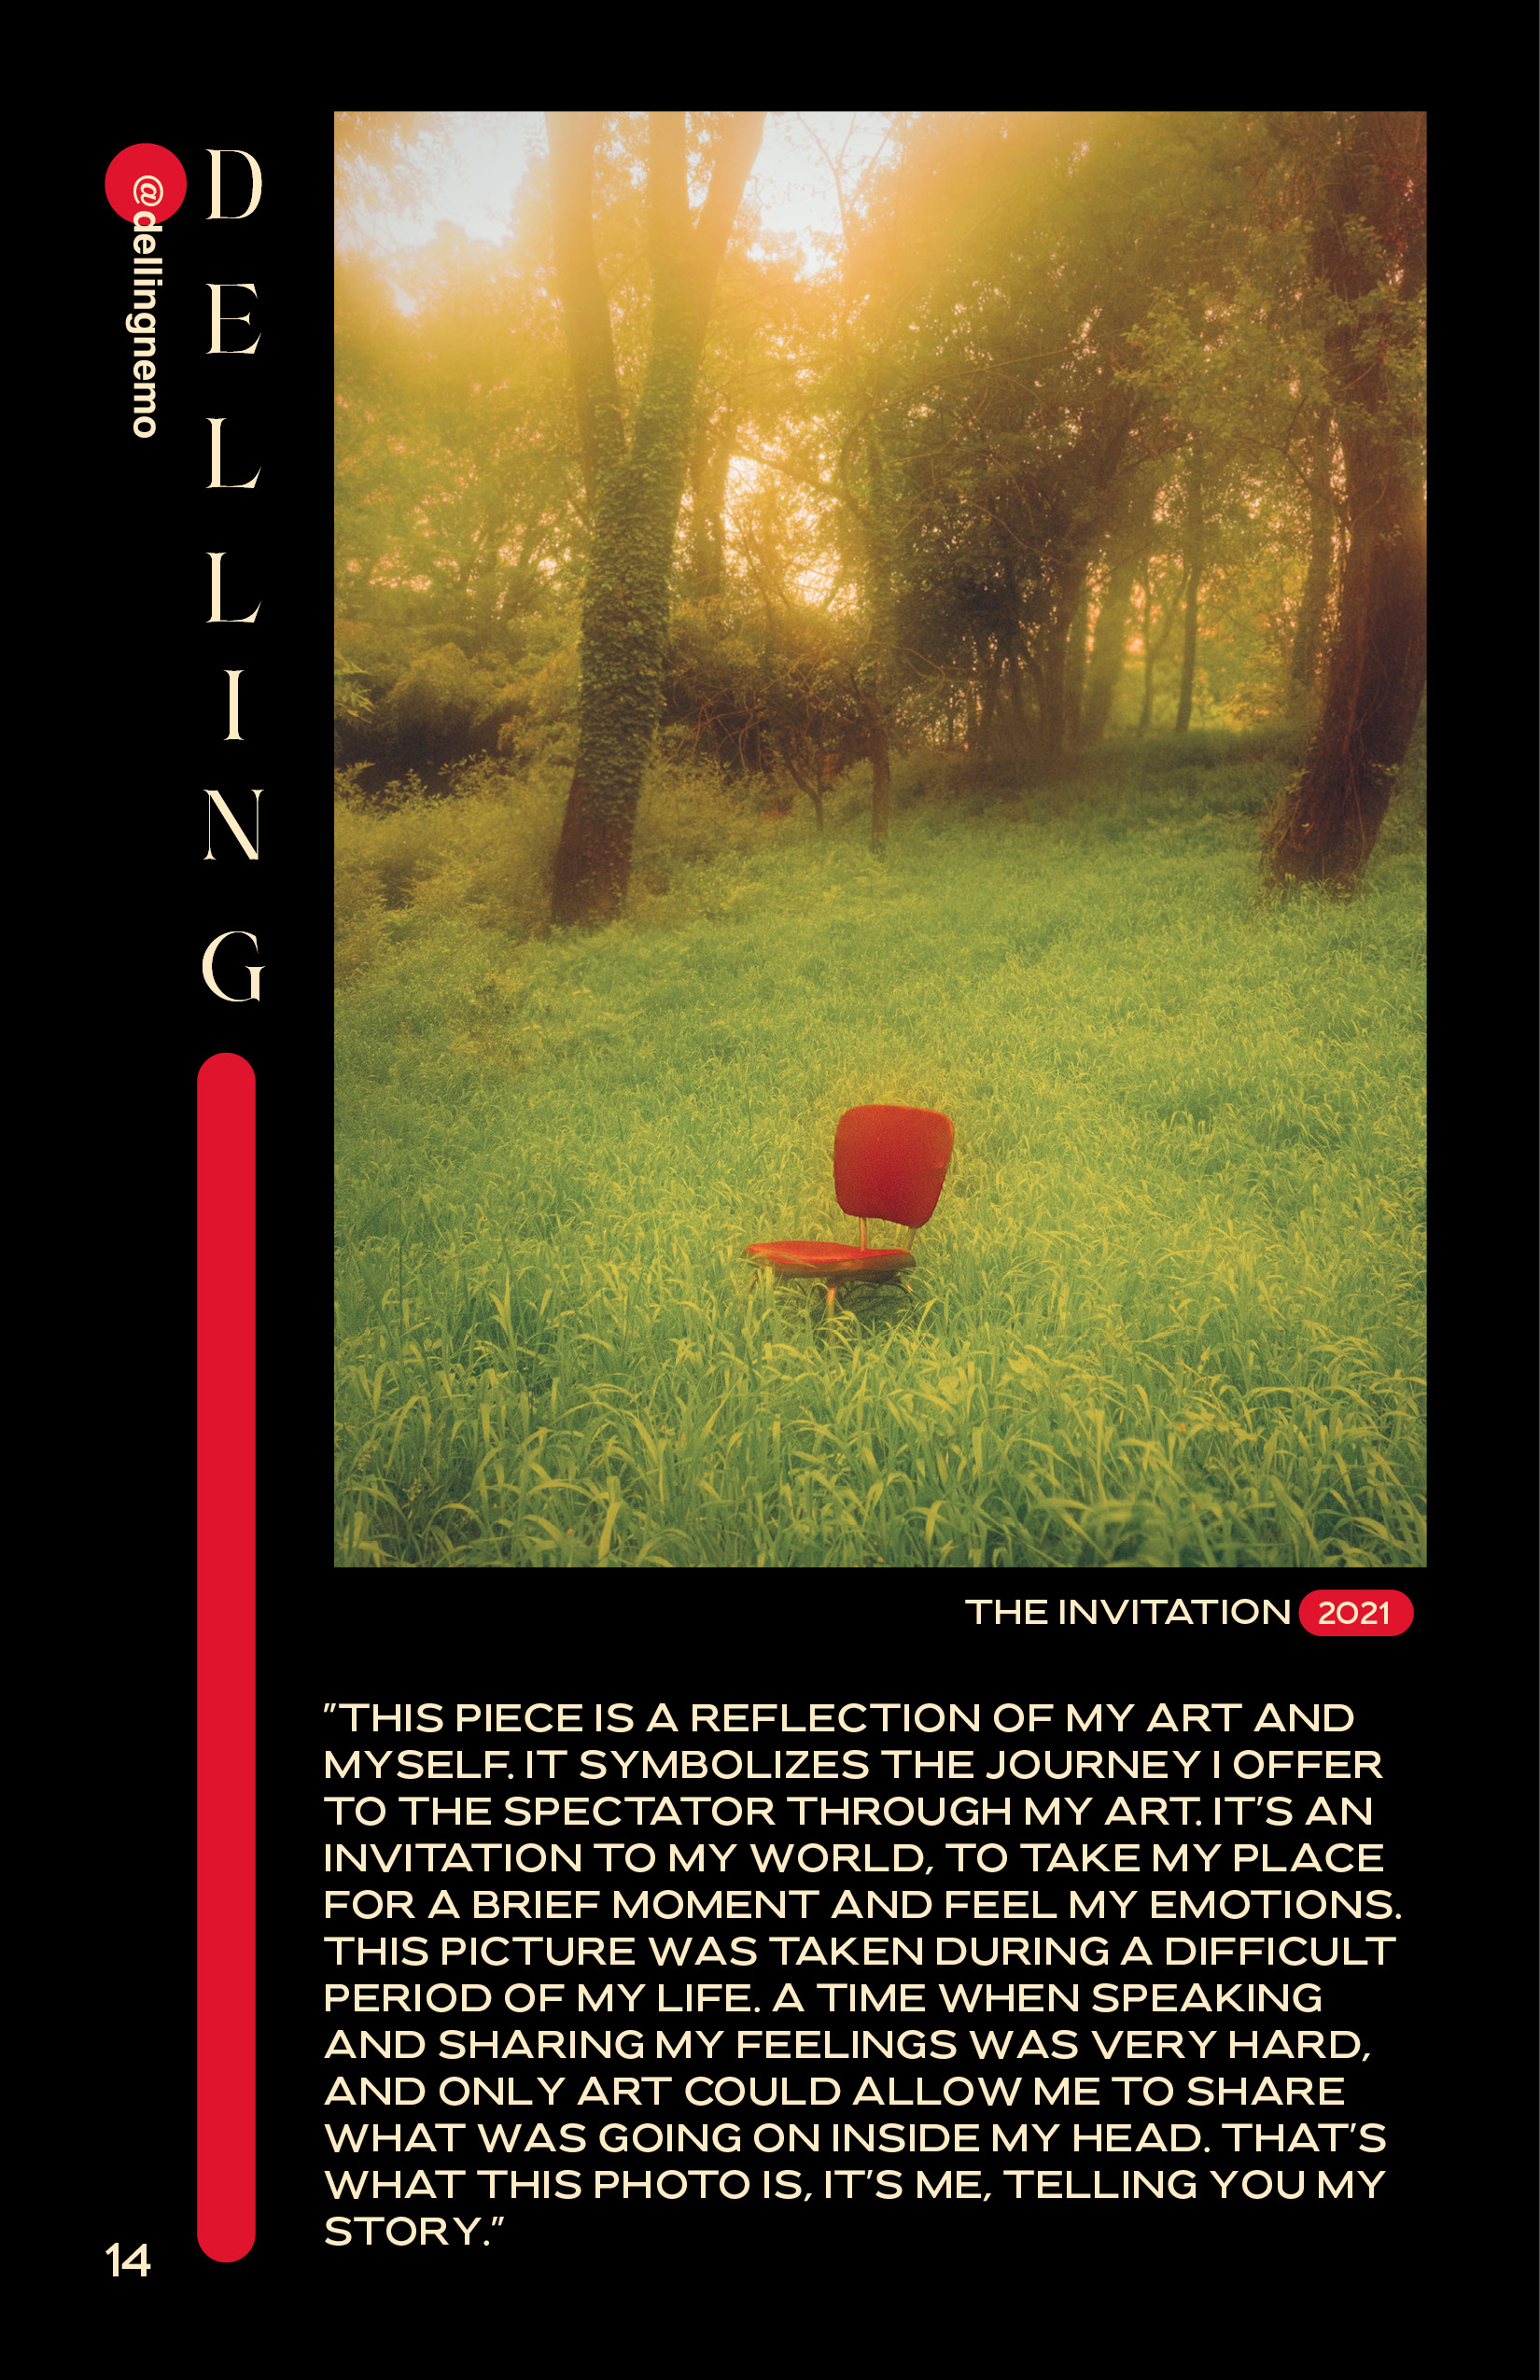 @dellingnemo
DELLING
THE INVITATION 2021
"THIS PIECE IS A REFLECTION OF MY ART AND
MYSELF. IT SYMBOLIZES THE JOURNEY I OFFER
TO THE SPECTATOR THROUGH MY ART. IT'S AN
INVITATION TO MY WORLD, TO TAKE MY PLACE
FOR A BRIEF MOMENT AND FEEL MY EMOTIONS.
THIS PICTURE WAS TAKEN DURING A DIFFICULT
PERIOD OF MY LIFE. A TIME WHEN SPEAKING
AND SHARING MY FEELINGS WAS VERY HARD,
AND ONLY ART COULD ALLOW ME TO SHARE
WHAT WAS GOING ON INSIDE MY HEAD. THAT'S
WHAT THIS PHOTO IS, IT'S ME, TELLING YOU MY
STORY."
14